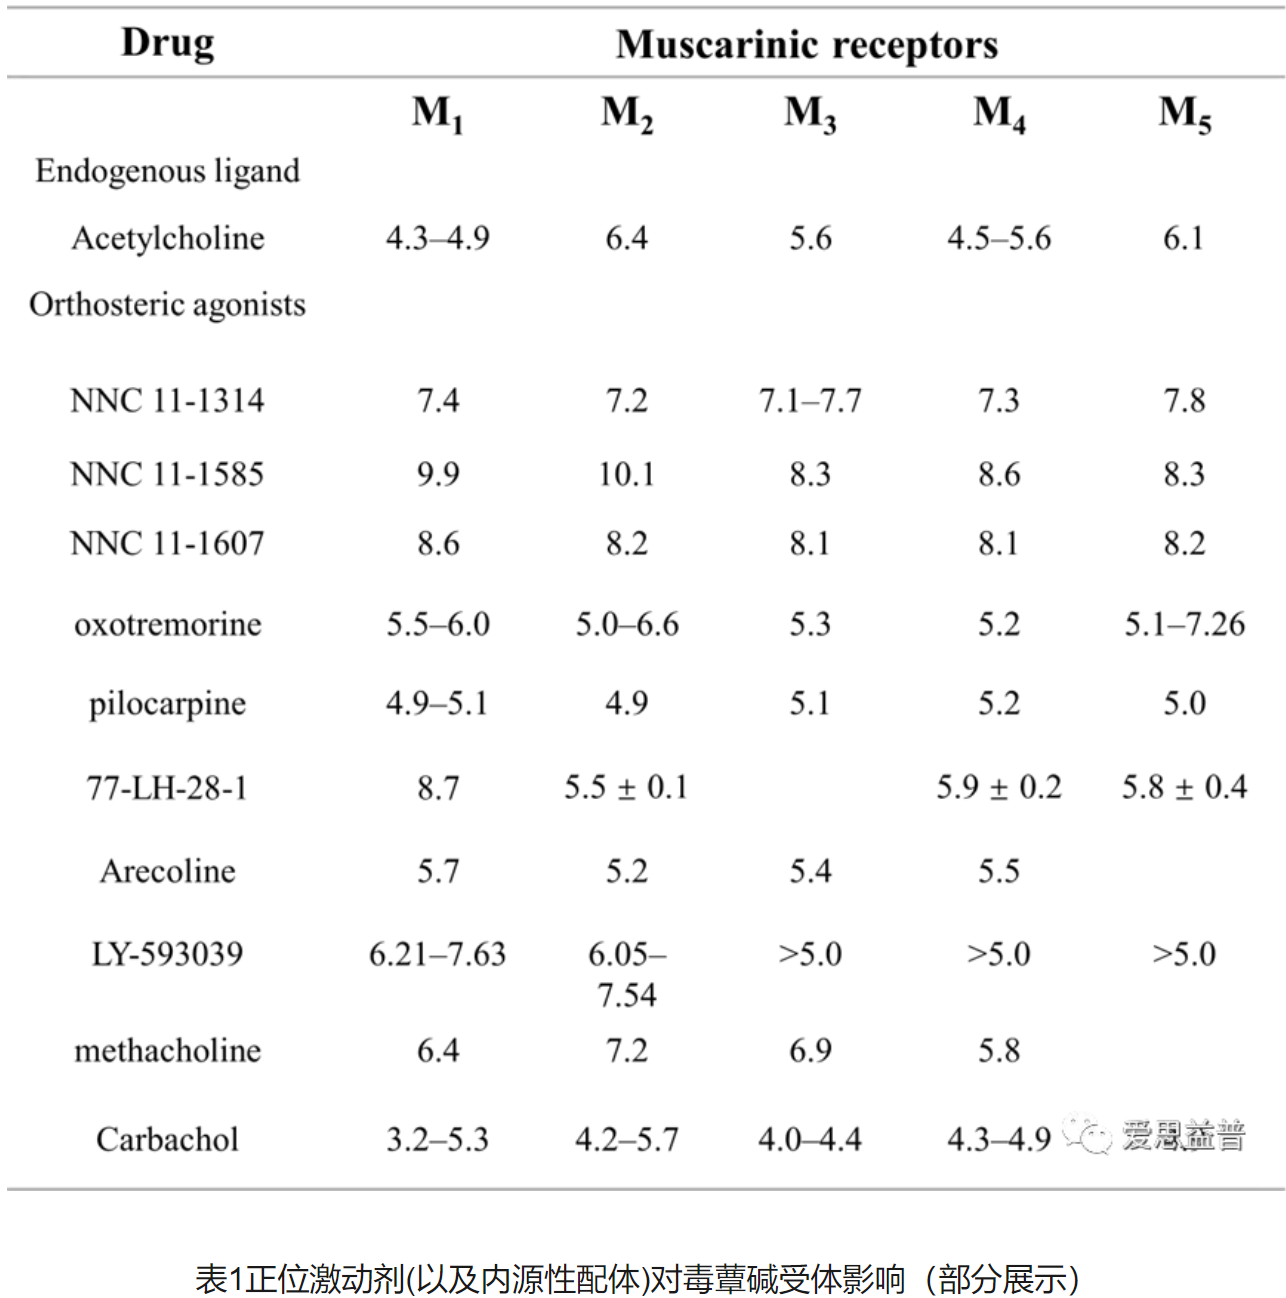 Drug Muscarinic receptors
M1 M2 M3 M4 M5
Endogenous ligand
Acetylcholine 4.3–4.9 6.4 5.6 4.5–5.6 6.1
Orthosteric agonists
NNC 11-1314 7.4 7.2 7.1–7.7 7.3 7.8
NNC 11-1585 9.9 10.1 8.3 8.6 8.3
NNC 11-1607 8.6 8.2 8.1 8.1 8.2
oxotremorine 5.5–6.0 5.0–6.6 5.3 5.2 5.1–7.26
pilocarpine 4.9–5.1 4.9 5.1 5.2 5.0
77-LH-28-1 8.7 5.5 ± 0.1 5.9 ± 0.2 5.8 ± 0.4
Arecoline 5.7 5.2 5.4 5.5
LY-593039 6.21–7.63 6.05– >5.0 >5.0 >5.0
7.54
methacholine 6.4 7.2 6.9 5.8
Carbachol 3.2–5.3 4.2–5.7 4.0–4.4 4.3–4.9 爱思益普
表1正位激动剂(以及内源性配体)对毒蕈碱受体影响（部分展示）